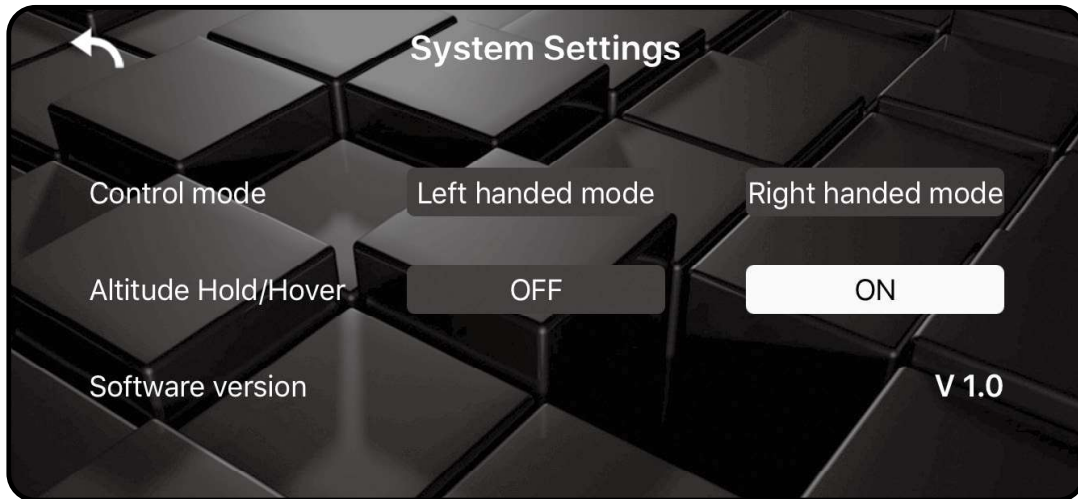 System Settings
Control mode Left handed mode Right handed mode
Altitude Hold/Hover OFF ON
Software version V 1.0